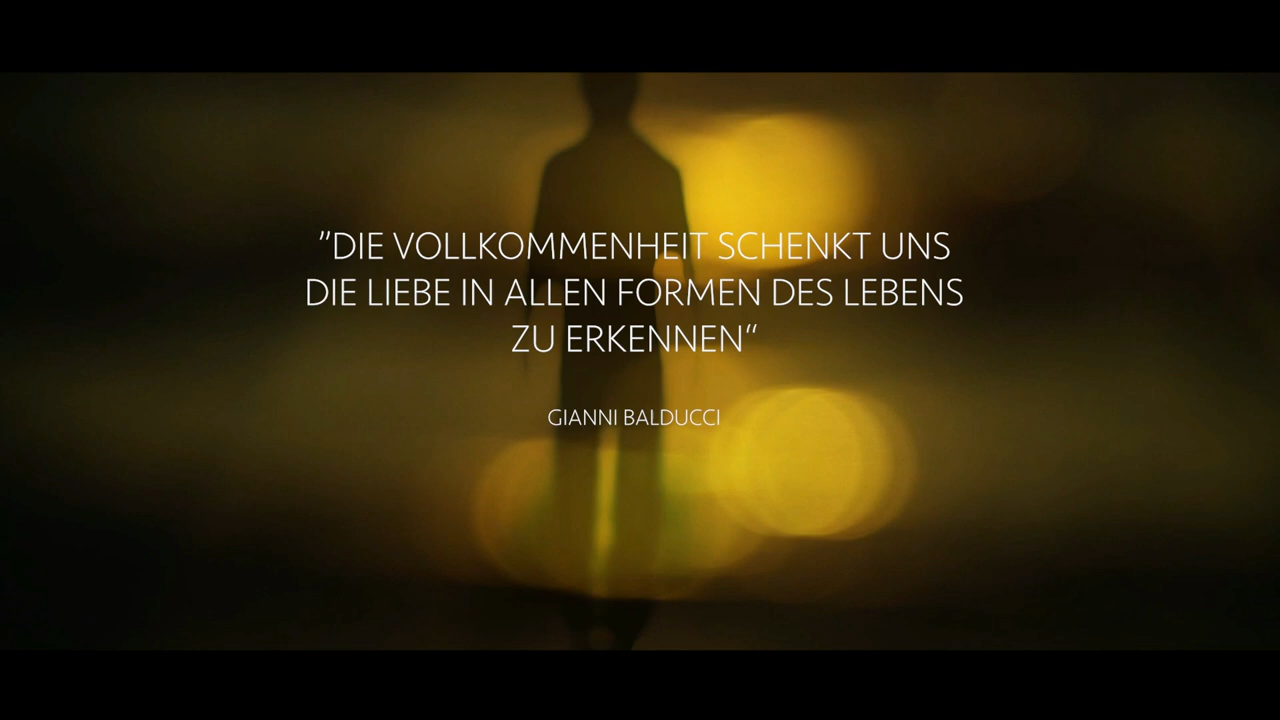 "DIE VOLLKOMMENHEIT SCHENKT UNS
DIE LIEBE IN ALLEN FORMEN DES LEBENS
ZU ERKENNEN"
GIANNI BALDUCCI